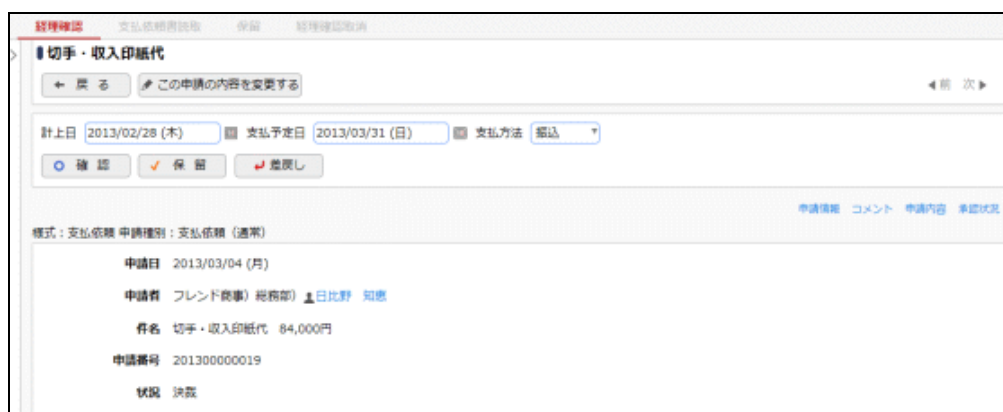 経理確認 支払依頼書読取 保留 経理確認取消
切手・収入印紙代
戻る この申請の内容を変更する 前 次
計上日 2013/02/28 (木) 支払予定日 2013/03/31 (日) 支払方法 振込
確認 保留 差戻し
申請情報 コメント 申請内容 承認状況
様式：支払依頼 申請種別：支払依頼（通常）
申請日 2013/03/04 (月)
申請者 フレンド商事）総務部）日比野 知恵
件名 切手・収入印紙代 84,000円
申請番号 201300000019
状況 決裁